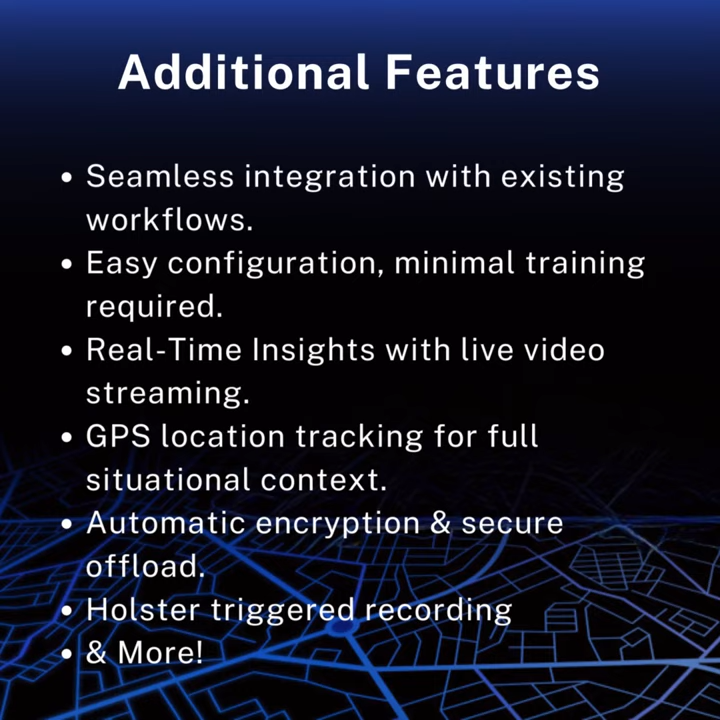 Additional Features
• Seamless integration with existing
workflows.
• Easy configuration, minimal training
required.
• Real-Time Insights with live video
streaming.
• GPS location tracking for full
situational context.
• Automatic encryption & secure
offload.
• Holster triggered recording
• & More!